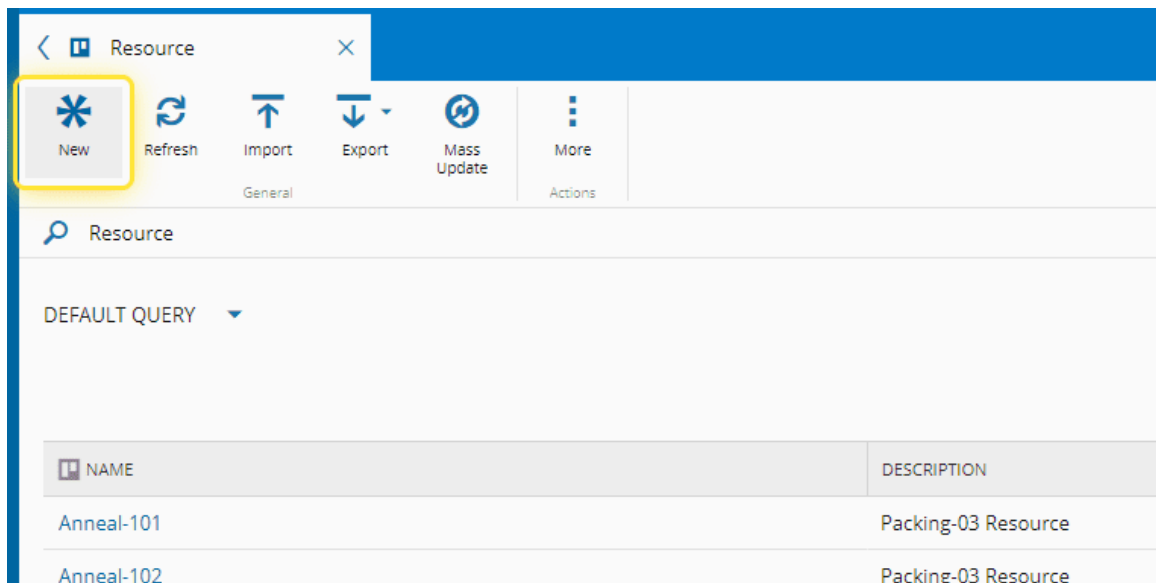 Resource
New Refresh Import Export Mass Update More
General Actions
Resource
DEFAULT QUERY
NAME DESCRIPTION
Anneal-101 Packing-03 Resource
Anneal-102 Packing-03 Resource